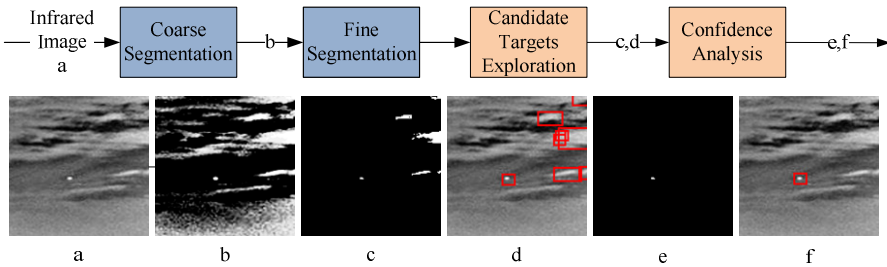 Infrared
Image
a
Coarse
Segmentation
b
Fine
Segmentation
Candidate
Targets
Exploration
c,d
Confidence
Analysis
e,f
a b c d e f